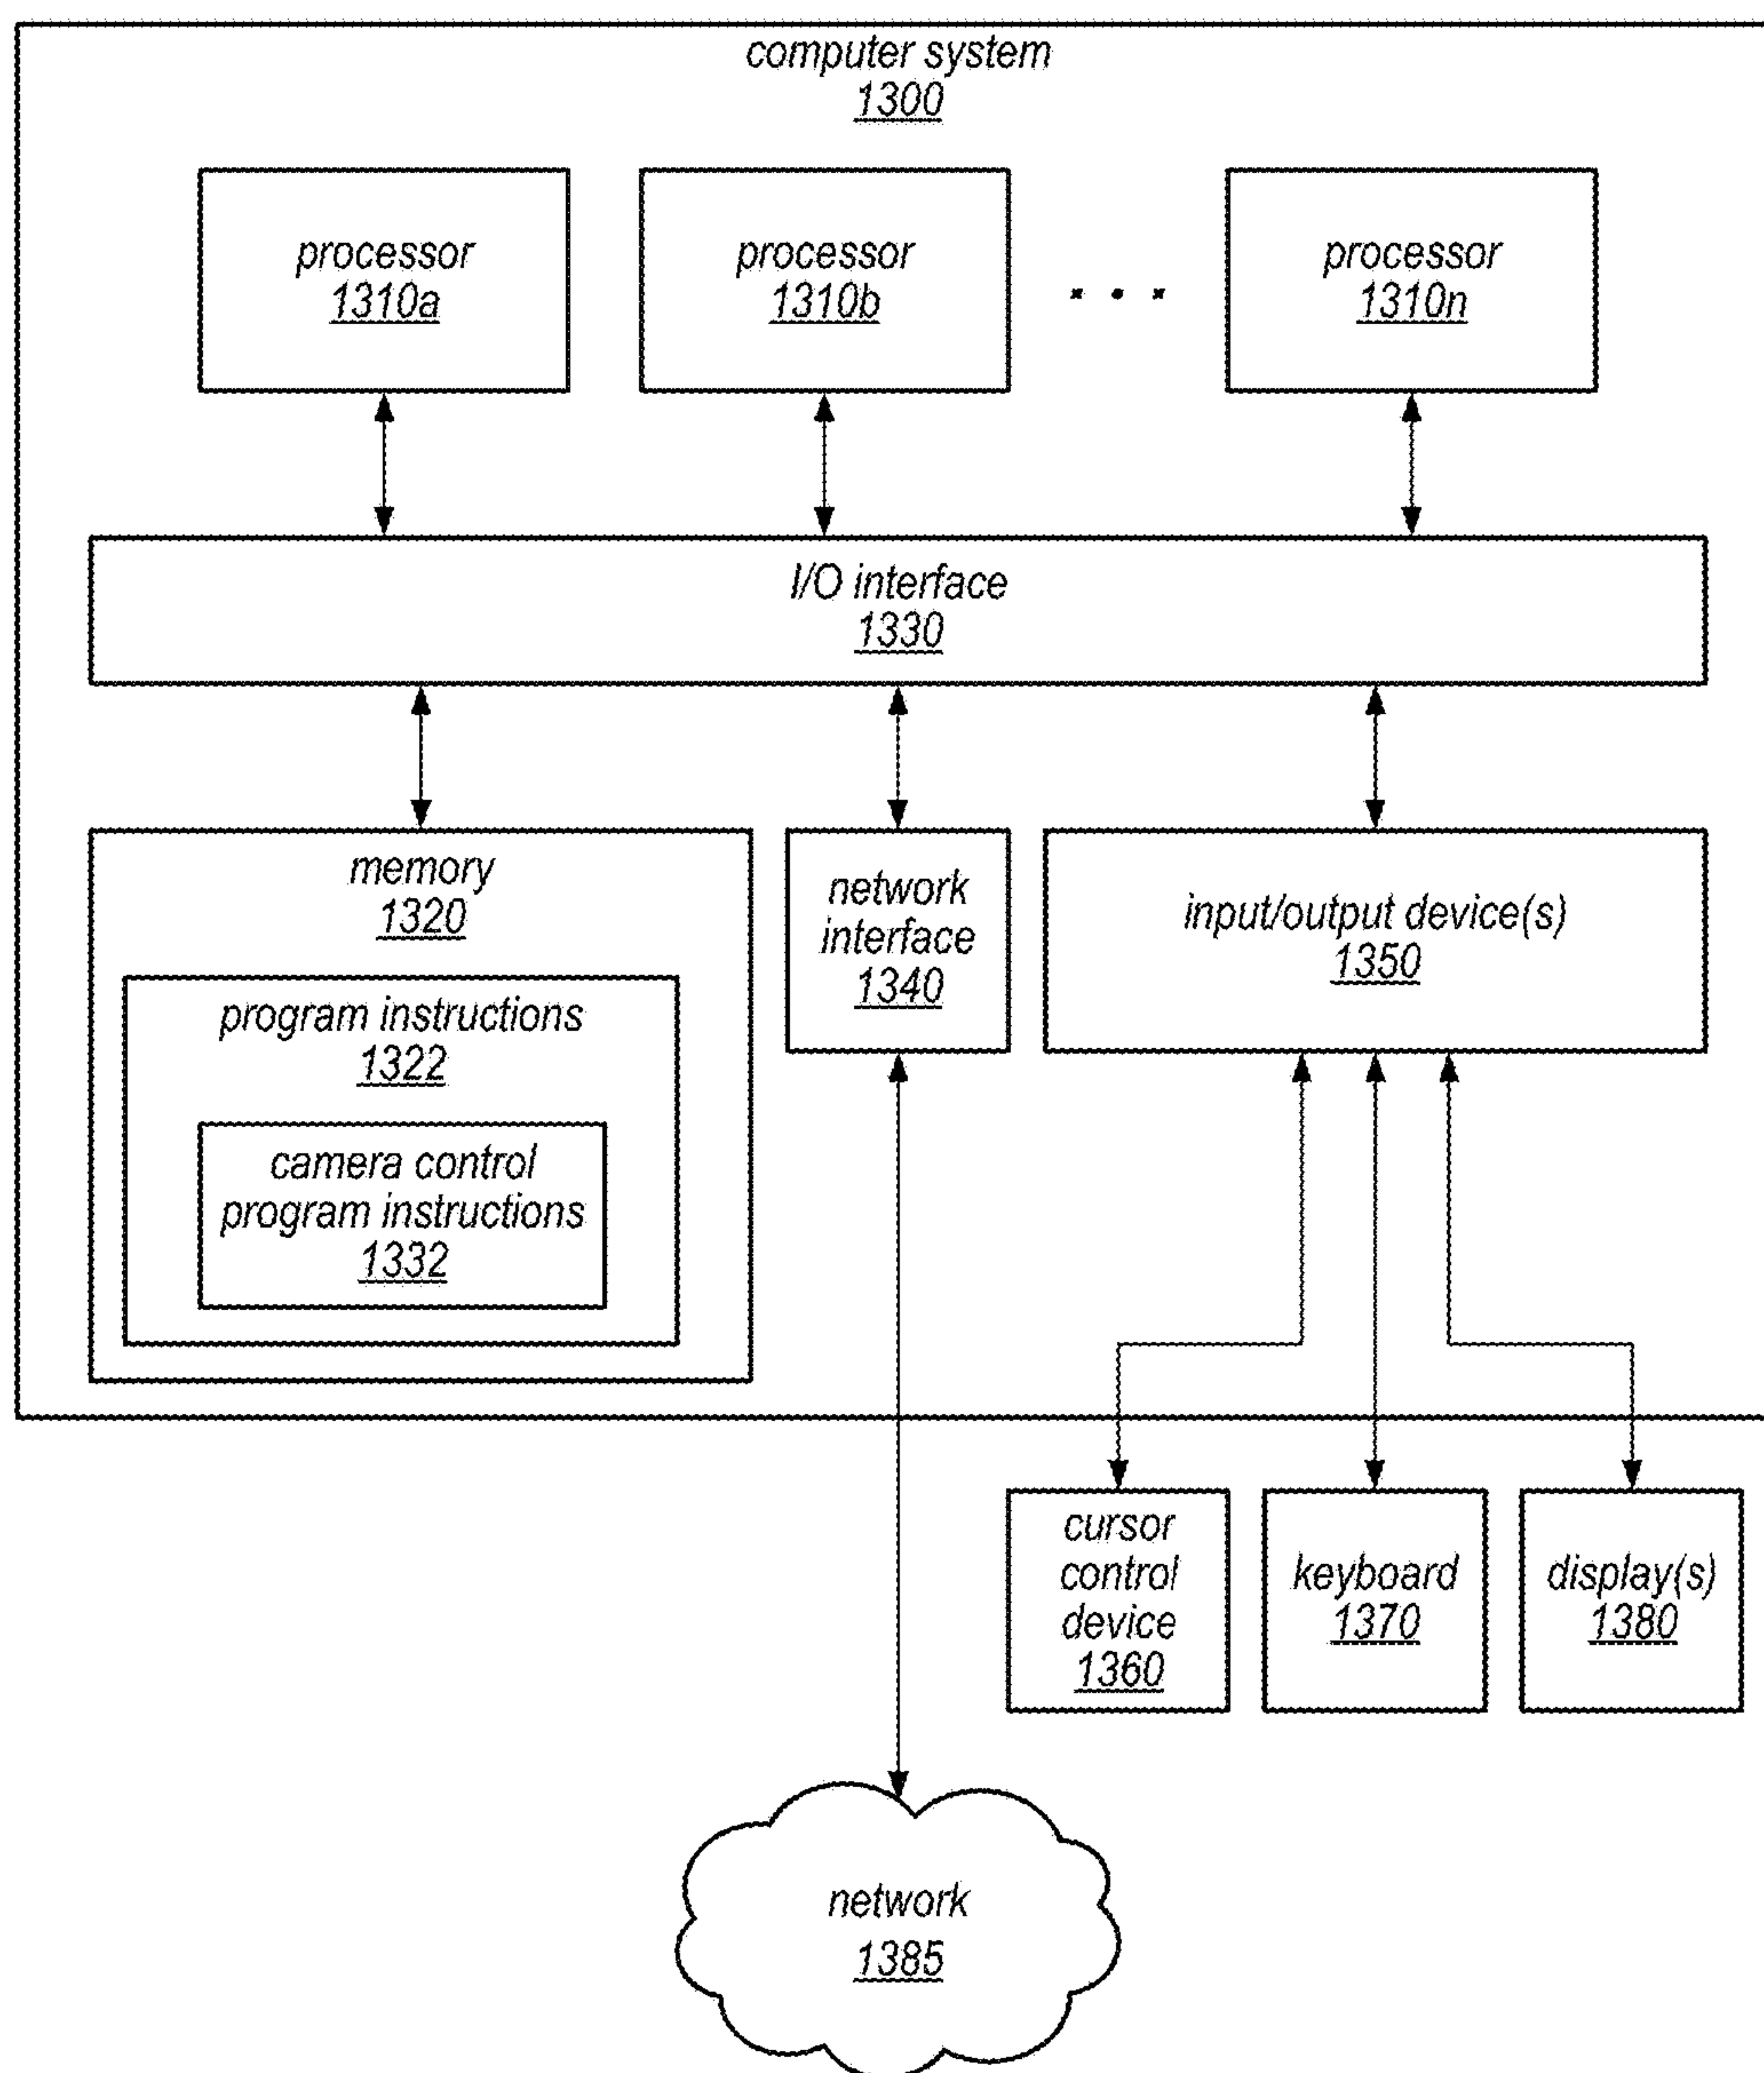 computer system
1300
processor
1310a
processor
1310b
. . .
processor
1310n
I/O interface
1330
memory
1320
program instructions
1322
camera control
program instructions
1332
network
interface
1340
input/output device(s)
1350
cursor
control
device
1360
keyboard
1370
display(s)
1380
network
1385